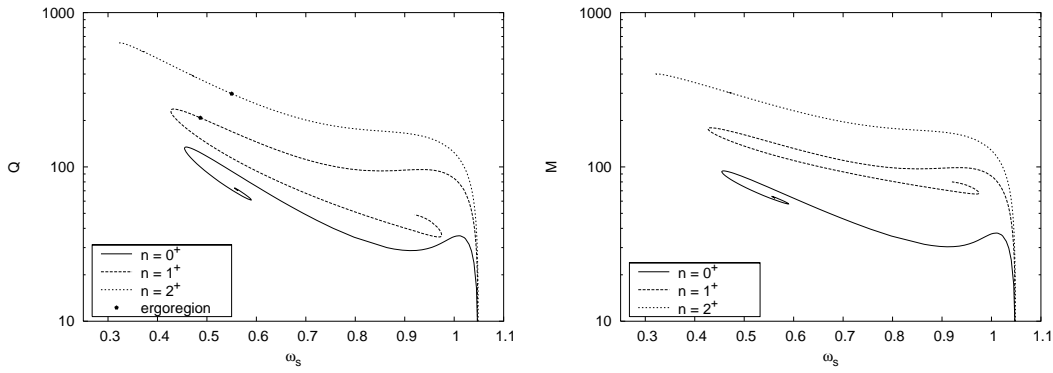 1000
100
10
Q
0.3 0.4 0.5 0.6 0.7 0.8 0.9 1 1.1
ω_s
n = 0⁺
n = 1⁺
n = 2⁺
ergoregion
1000
100
10
M
0.3 0.4 0.5 0.6 0.7 0.8 0.9 1 1.1
ω_s
n = 0⁺
n = 1⁺
n = 2⁺